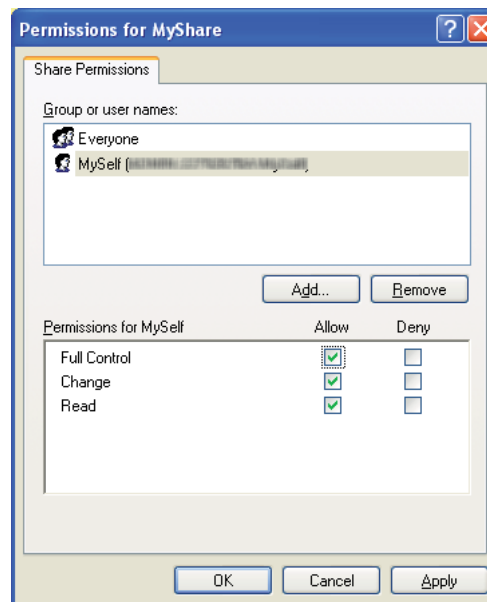 Permissions for MyShare
Share Permissions
Group or user names:
Everyone
MySelf (
Add... Remove
Permissions for MySelf Allow Deny
Full Control
Change
Read
OK Cancel Apply